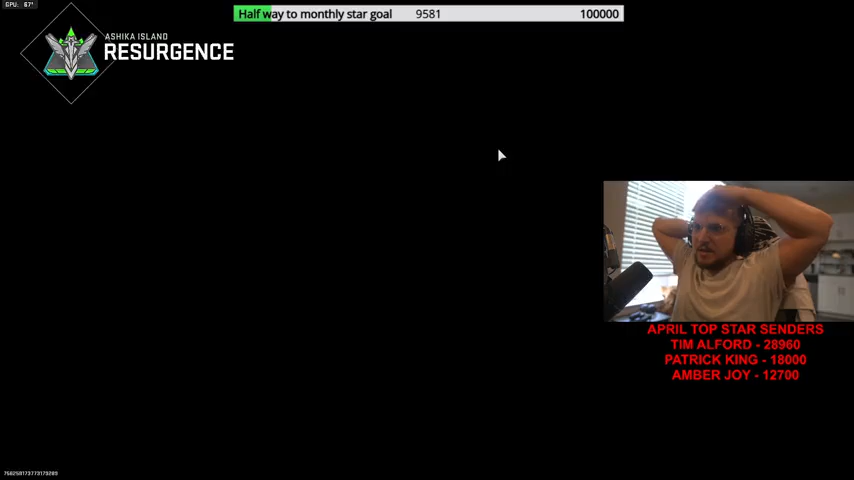 GPU: 67°
Half way to monthly star goal 9581 100000
ASHIKA ISLAND
RESURGENCE
APRIL TOP STAR SENDERS
TIM ALFORD - 28960
PATRICK KING - 18000
AMBER JOY - 12700